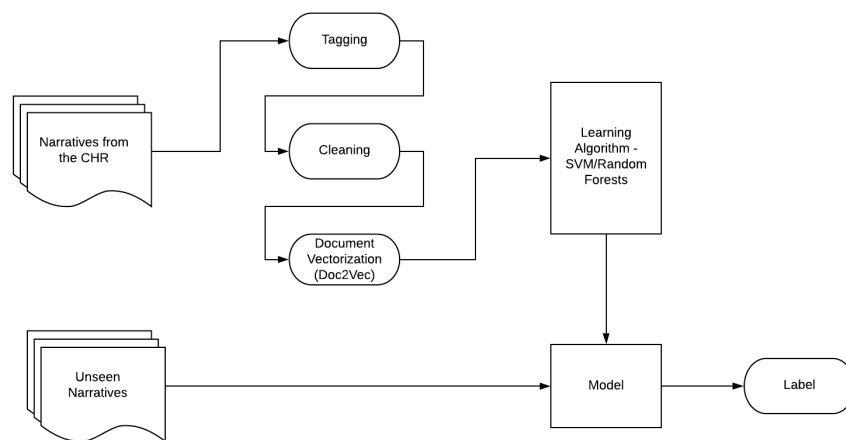 Tagging
Narratives from
the CHR
Cleaning
Learning
Algorithm -
SVM/Random
Forests
Document
Vectorization
(Doc2Vec)
Unseen
Narratives
Model
Label